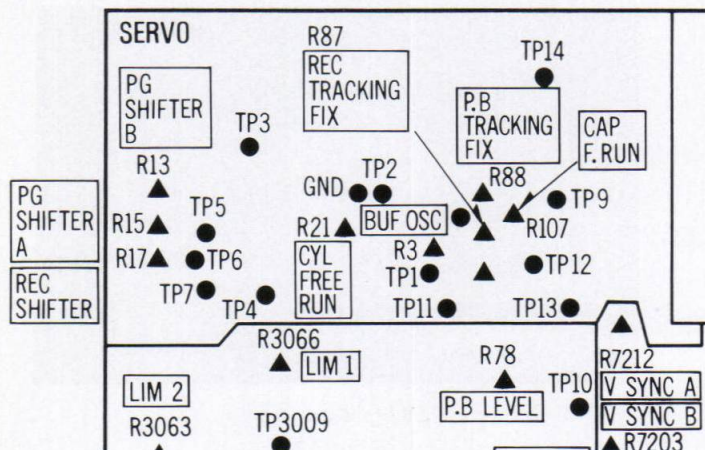 SERVO
R87
REC
TRACKING
FIX
TP14
PG
SHIFTER
B
P.B
TRACKING
FIX
CAP
F. RUN
TP3
R13
GND
TP2
R88
TP9
PG
SHIFTER
A
R15
TP5
R21
BUF OSC
R107
R17
TP6
CYL
FREE
RUN
R3
TP1
TP12
REC
SHIFTER
TP7
TP4
TP11
TP13
R3066
LIM 1
R78
R7212
LIM 2
P.B LEVEL
TP10
V SYNC A
V SYNC B
R3063
TP3009
R7203